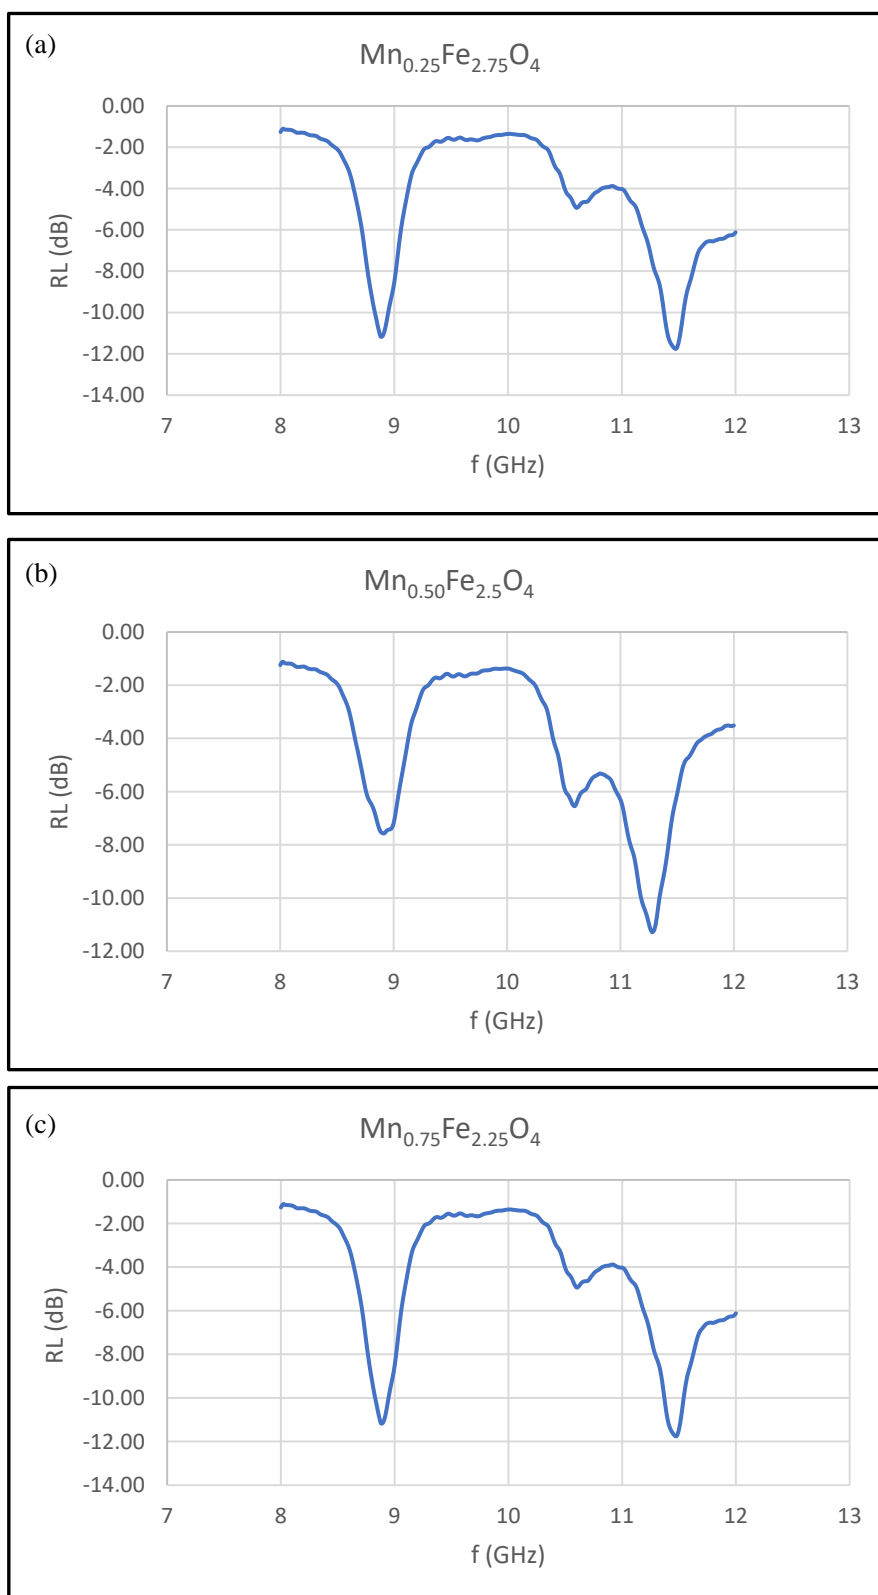 (a)
Mn0.25Fe2.75O4
0.00
-2.00
-4.00
-6.00
-8.00
-10.00
-12.00
-14.00
RL (dB)
7 8 9 10 11 12 13
f (GHz)
(b)
Mn0.50Fe2.5O4
0.00
-2.00
-4.00
-6.00
-8.00
-10.00
-12.00
RL (dB)
7 8 9 10 11 12 13
f (GHz)
(c)
Mn0.75Fe2.25O4
0.00
-2.00
-4.00
-6.00
-8.00
-10.00
-12.00
-14.00
RL (dB)
7 8 9 10 11 12 13
f (GHz)